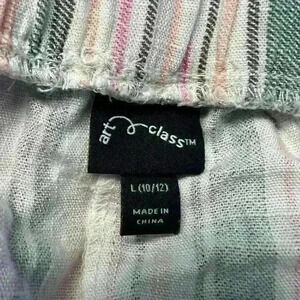 art class™
L (10/12)
MADE IN
CHINA